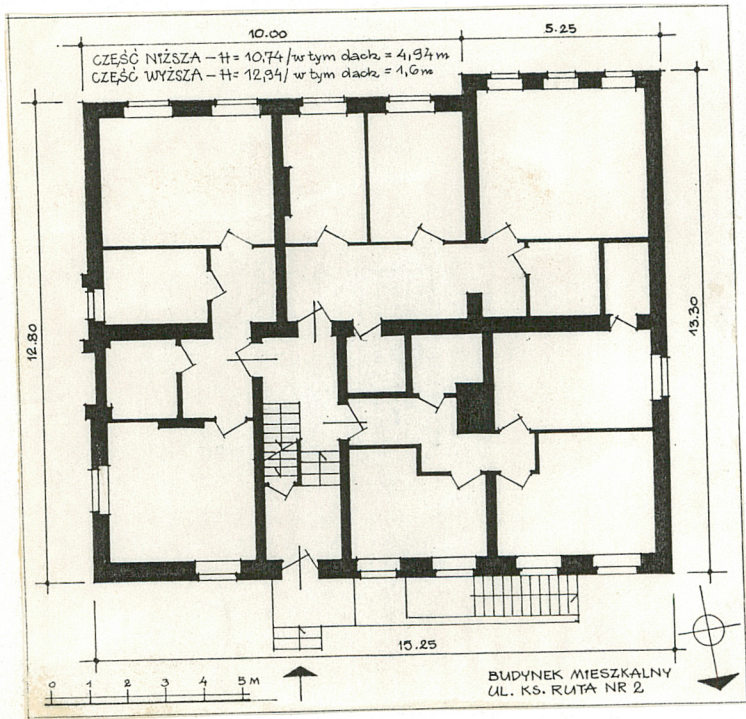 10.00
5.25
CZĘŚĆ NIŻSZA – H = 10,74 / w tym dach = 4,94 m
CZĘŚĆ WYŻSZA – H = 12,94 / w tym dach = 1,6 m
12.80
13.30
15.25
0 1 2 3 4 5 M
BUDYNEK MIESZKALNY
UL. KS. RUTA NR 2